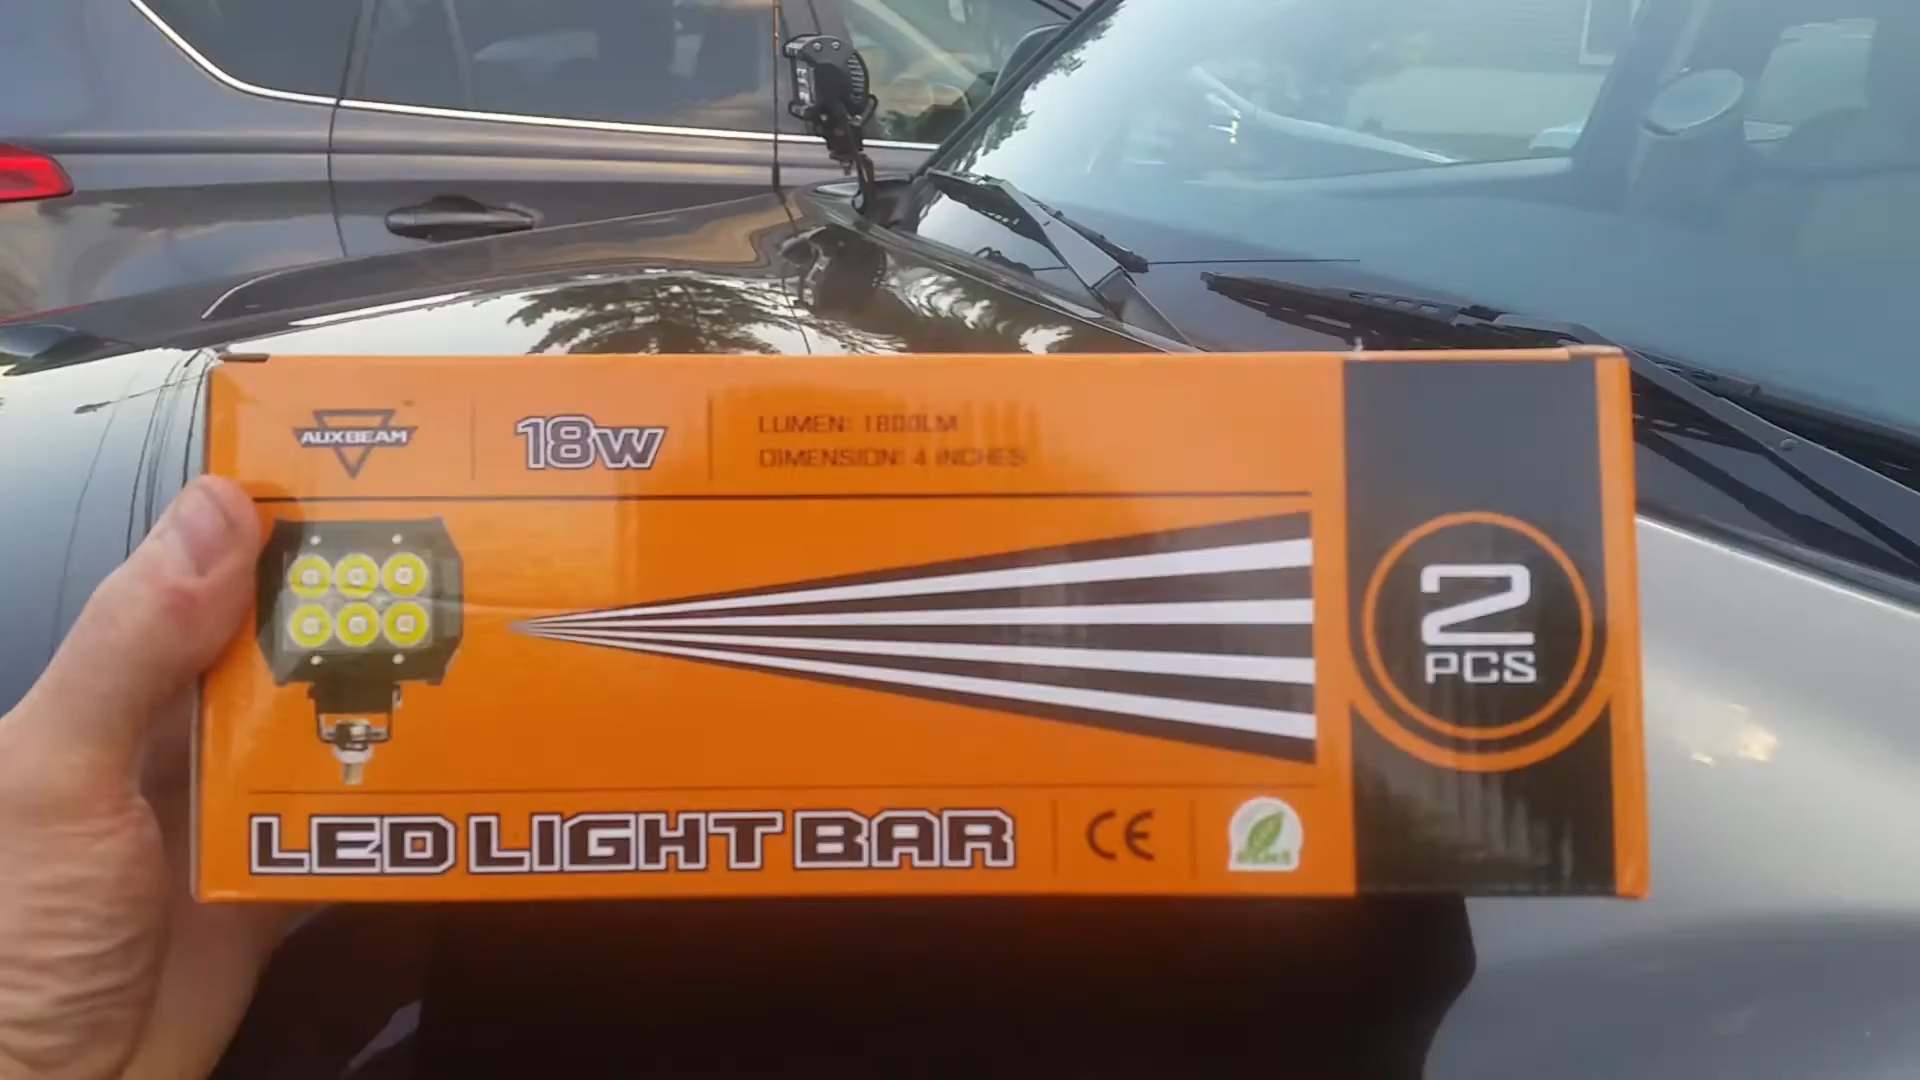 AUXBEAM
18W
LUMEN: 1800LM
DIMENSION: 4 INCHES
2
PCS
LED LIGHT BAR
CE